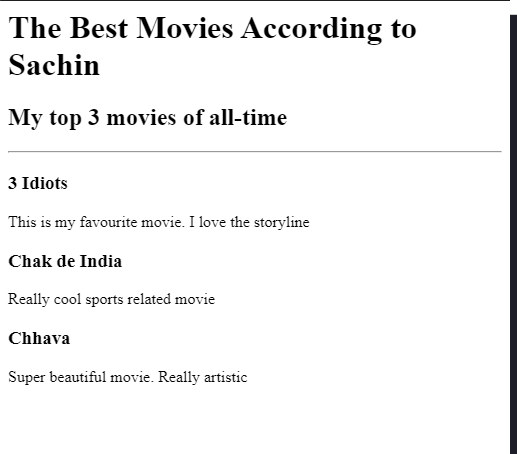 The Best Movies According to
Sachin
My top 3 movies of all-time
3 Idiots
This is my favourite movie. I love the storyline
Chak de India
Really cool sports related movie
Chhava
Super beautiful movie. Really artistic